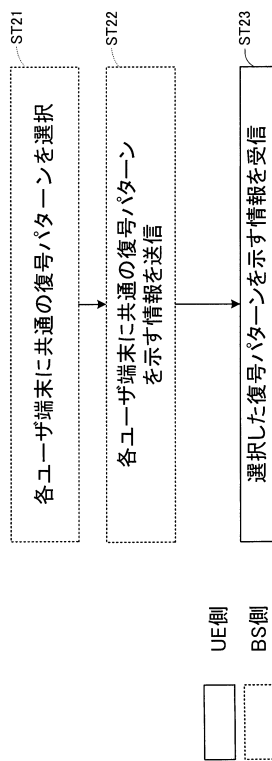 ST21
各ユーザ端末に共通の復号パターンを選択
ST22
各ユーザ端末に共通の復号パターン
を示す情報を送信
ST23
選択した復号パターンを示す情報を受信
UE側
BS側